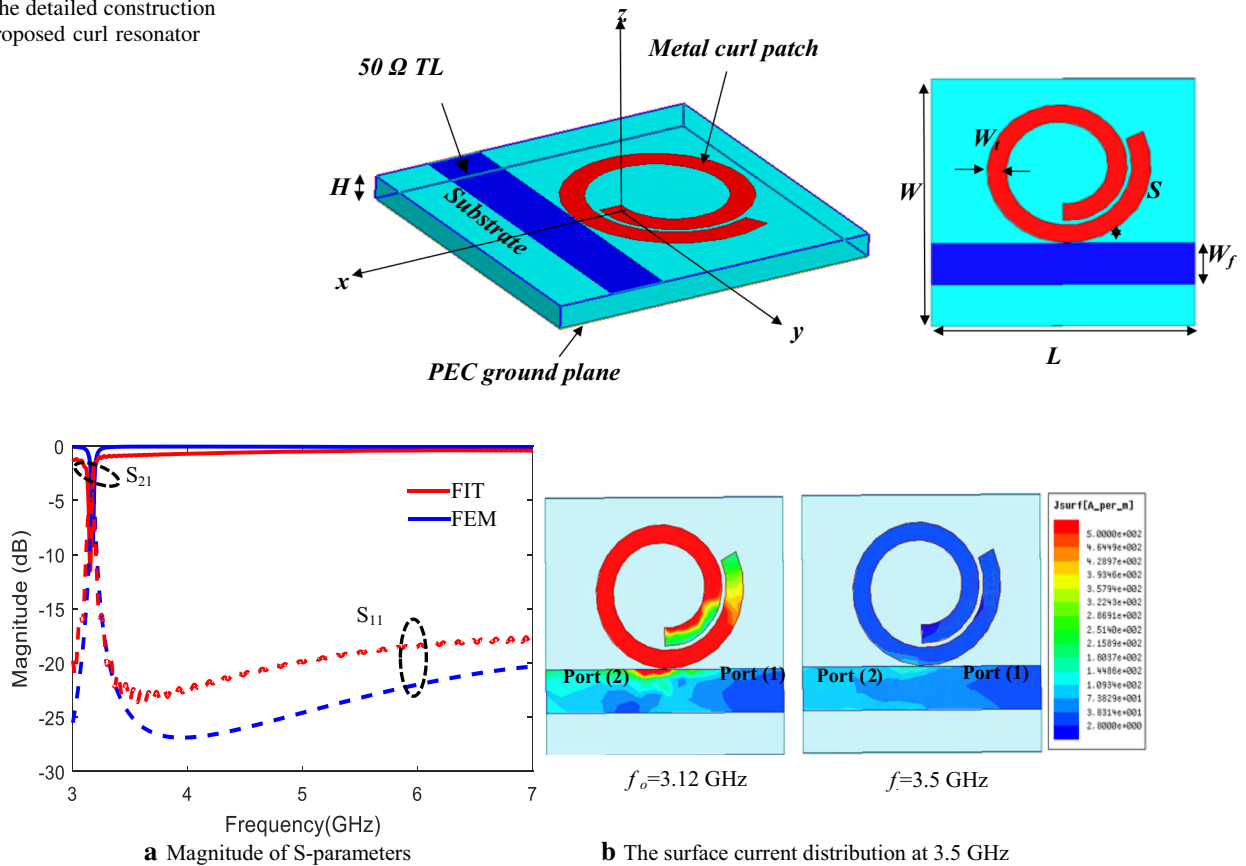 he detailed construction
roposed curl resonator
z
Metal curl patch
50 Ω TL
H
Substrate
x
y
PEC ground plane
W
W_t
S
W_f
L
0
-5
-10
-15
-20
-25
-30
Magnitude (dB)
S21
S11
FIT
FEM
3 4 5 6 7
Frequency(GHz)
a Magnitude of S-parameters
Port (2) Port (1)
f_o=3.12 GHz
Port (2) Port (1)
f.=3.5 GHz
Jsurf[A_per_m]
5.0000e+002
4.6449e+002
4.2897e+002
3.9346e+002
3.5794e+002
3.2243e+002
2.8691e+002
2.5140e+002
2.1589e+002
1.8037e+002
1.4486e+002
1.0934e+002
7.3829e+001
3.8314e+001
2.8000e+000
b The surface current distribution at 3.5 GHz